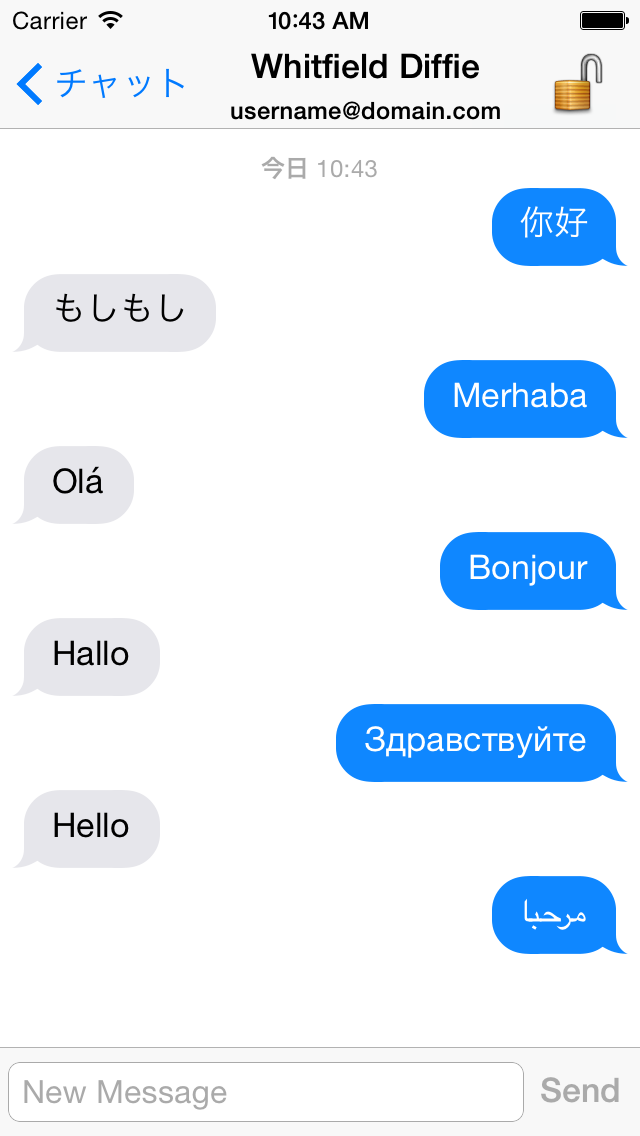 Carrier 10:43 AM
チャット
Whitfield Diffie
username@domain.com
今日 10:43
你好
もしもし
Merhaba
Olá
Bonjour
Hallo
Здравствуйте
Hello
مرحبا
New Message Send